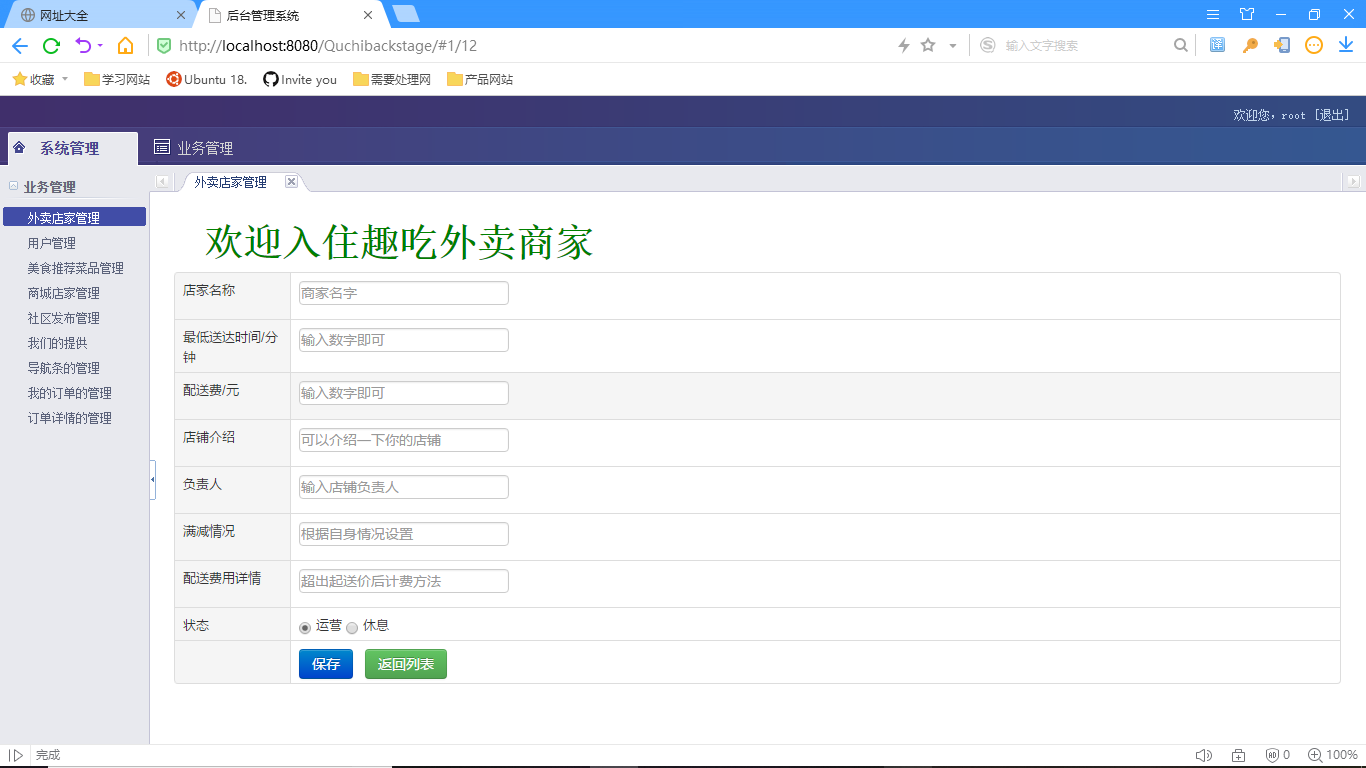 网址大全
后台管理系统
http://localhost:8080/Quchibackstage/#1/12
输入文字搜索
收藏
学习网站
Ubuntu 18.
Invite you
需要处理网
产品网站
欢迎您，root [退出]
系统管理
业务管理
业务管理
外卖店家管理
用户管理
美食推荐菜品管理
商城店家管理
社区发布管理
我们的提供
导航条的管理
我的订单的管理
订单详情的管理
外卖店家管理
欢迎入住趣吃外卖商家
店家名称
商家名字
最低送达时间/分
钟
输入数字即可
配送费/元
输入数字即可
店铺介绍
可以介绍一下你的店铺
负责人
输入店铺负责人
满减情况
根据自身情况设置
配送费用详情
超出起送价后计费方法
状态
运营 休息
保存
返回列表
完成
0
100%